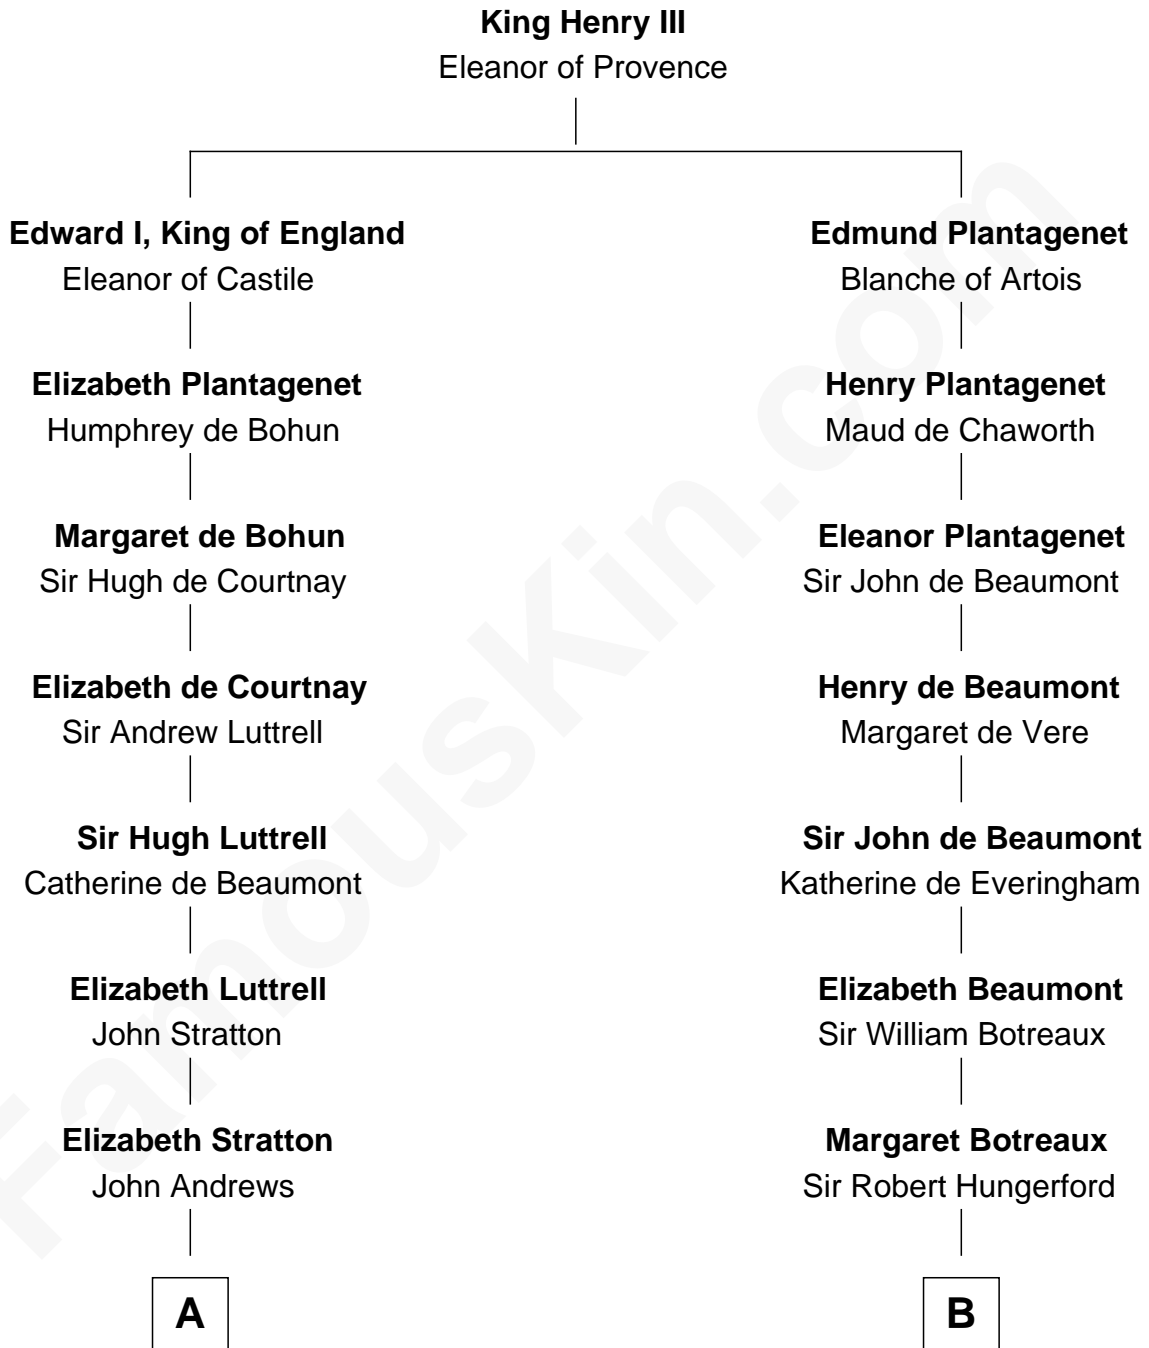 King Henry III
Eleanor of Provence
Edward I, King of England
Eleanor of Castile
Elizabeth Plantagenet
Humphrey de Bohun
Margaret de Bohun
Sir Hugh de Courtnay
Elizabeth de Courtnay
Sir Andrew Luttrell
Sir Hugh Luttrell
Catherine de Beaumont
Elizabeth Luttrell
John Stratton
Elizabeth Stratton
John Andrews
A
Edmund Plantagenet
Blanche of Artois
Henry Plantagenet
Maud de Chaworth
Eleanor Plantagenet
Sir John de Beaumont
Henry de Beaumont
Margaret de Vere
Sir John de Beaumont
Katherine de Everingham
Elizabeth Beaumont
Sir William Botreaux
Margaret Botreaux
Sir Robert Hungerford
B
FamousKin.com